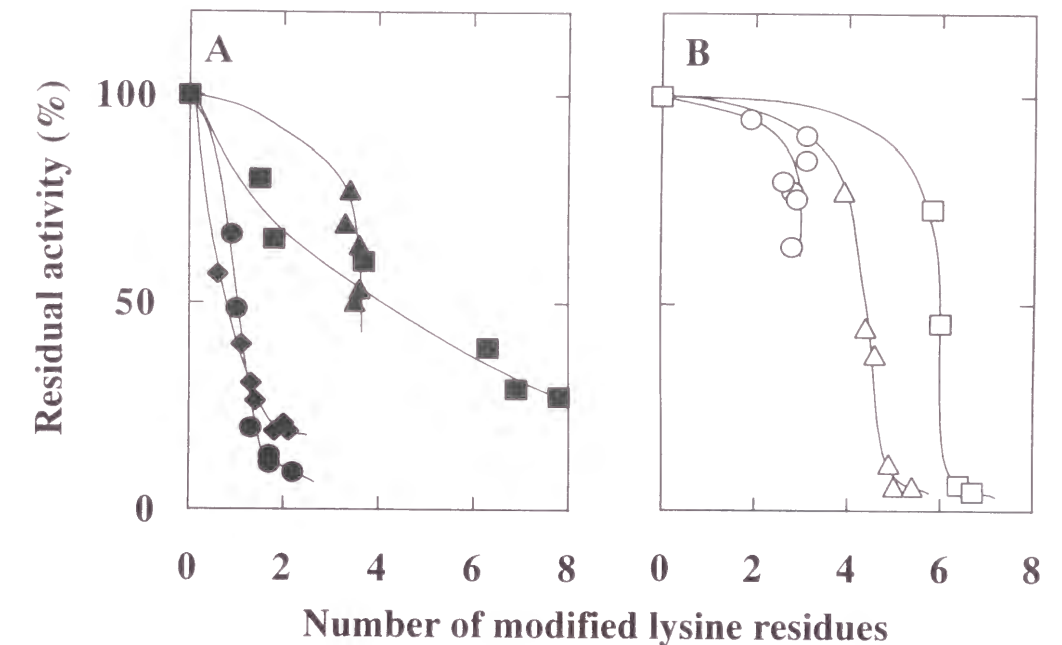 A
B
Residual activity (%)
100
50
0
0 2 4 6 8
0 2 4 6 8
Number of modified lysine residues